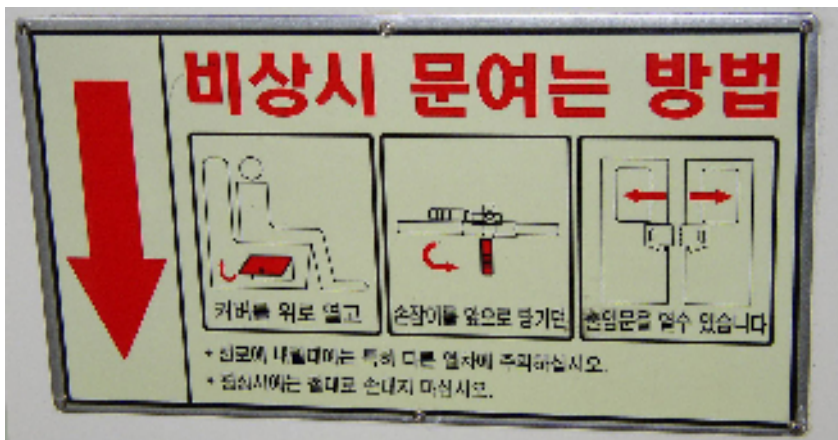 비상시 문여는 방법
커버를 위로 열고
손잡이를 앞으로 당기면
출입문을 열수 있습니다
* 선로에 내릴때에는 특히 다른 열차에 주의하십시오.
* 평상시에는 절대로 손대지 마십시오.